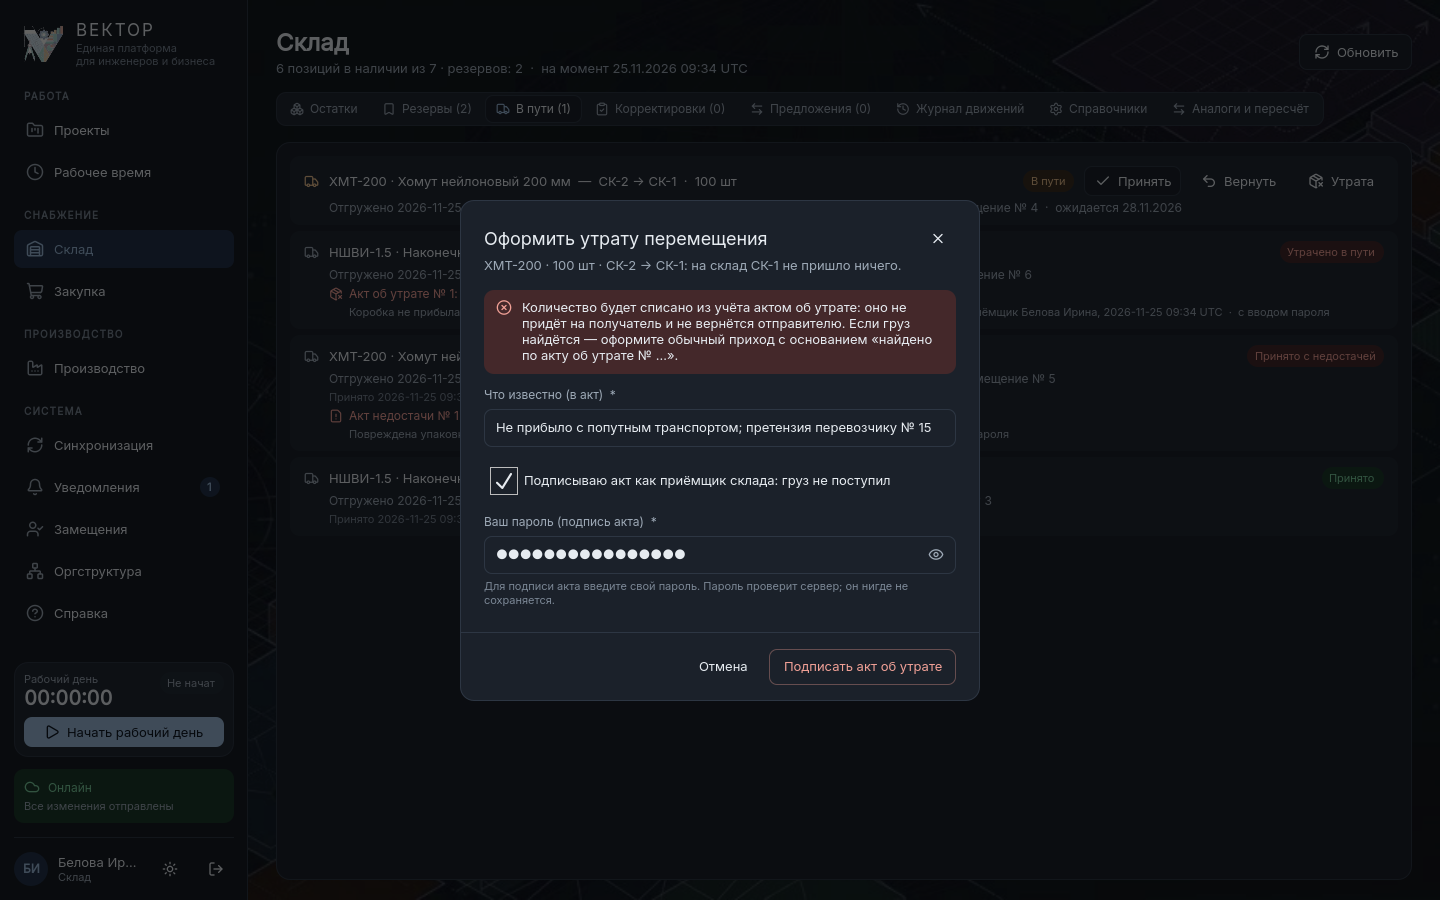 ВЕКТОР
Единая платформа
для инженеров и бизнеса
РАБОТА
Проекты
Рабочее время
СНАБЖЕНИЕ
Склад
Закупка
ПРОИЗВОДСТВО
Производство
СИСТЕМА
Синхронизация
Уведомления 1
Замещения
Оргструктура
Справка
Рабочий день Не начат
00:00:00
Начать рабочий день
Онлайн
Все изменения отправлены
БИ Белова Ир...
Склад
Склад
6 позиций в наличии из 7 · резервов: 2 · на момент 25.11.2026 09:34 UTC
Обновить
Остатки Резервы (2) В пути (1) Корректировки (0) Предложения (0) Журнал движений Справочники Аналоги и пересчёт
ХМТ-200 · Хомут нейлоновый 200 мм — СК-2 → СК-1 · 100 шт В пути Принять Вернуть Утрата
Отгружено 2026-11-25 № 4 · ожидается 28.11.2026
НШВИ-1.5 · Утрачено в пути
Отгружено 2026-11-25 № 6
Акт об утрате № 1:
Коробка не прибыла Белова Ирина, 2026-11-25 09:34 UTC · с вводом пароля
ХМТ-200 · Хомут Принято с недостачей
Отгружено 2026-11-25 № 5
Принято 2026-11-25
Акт недостачи № 1
Повреждена
НШВИ-1.5 · Принято
Отгружено 2026-11-25 3
Принято 2026-11-25
Оформить утрату перемещения
ХМТ-200 · 100 шт · СК-2 → СК-1: на склад СК-1 не пришло ничего.
Количество будет списано из учёта актом об утрате: оно не
придёт на получатель и не вернётся отправителю. Если груз
найдётся — оформите обычный приход с основанием «найдено
по акту об утрате № ...».
Что известно (в акт) *
Не прибыло с попутным транспортом; претензия перевозчику № 15
Подписываю акт как приёмщик склада: груз не поступил
Ваш пароль (подпись акта) *
Для подписи акта введите свой пароль. Пароль проверит сервер; он нигде не
сохраняется.
Отмена Подписать акт об утрате